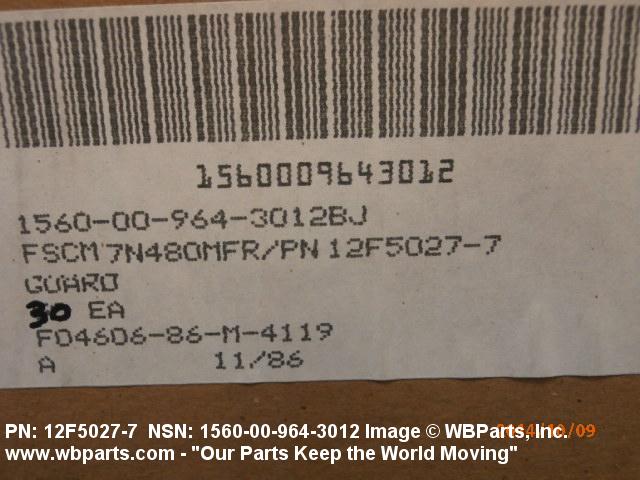 1560009643012
1560-00-964-3012BJ
FSCM 7N480MFR/PN 12F5027-7
GUARD
30 EA
F04606-86-M-4119
A 11/86
PN: 12F5027-7 NSN: 1560-00-964-3012 Image © WBParts, Inc.
www.wbparts.com - "Our Parts Keep the World Moving"